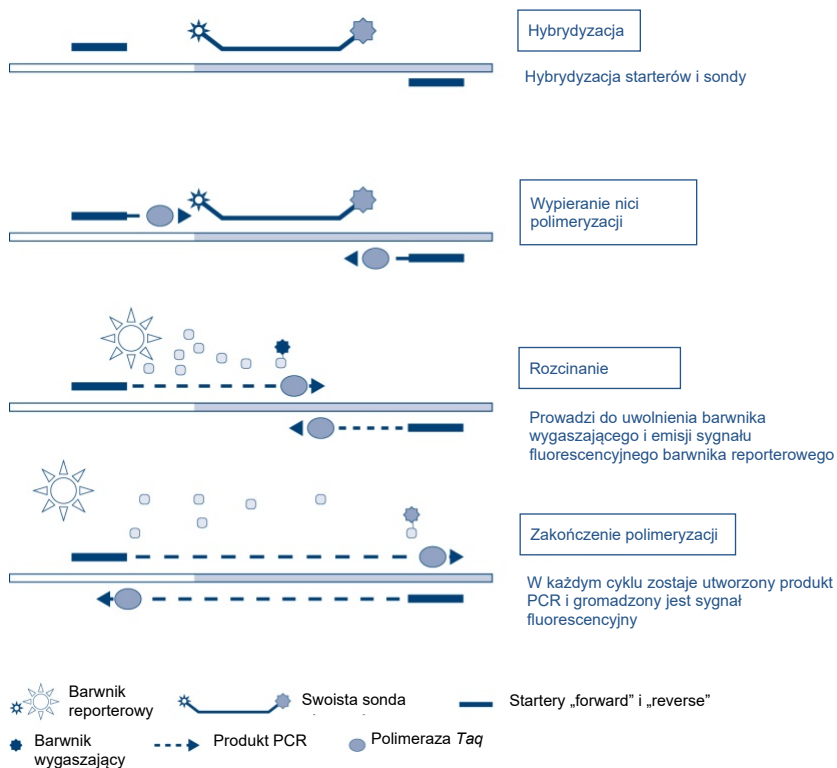 Hybrydyzacja
Hybrydyzacja starterów i sondy
Wypieranie nici
polimeryzacji
Rozcinanie
Prowadzi do uwolnienia barwnika
wygaszającego i emisji sygnału
fluorescencyjnego barwnika reporterowego
Zakończenie polimeryzacji
W każdym cyklu zostaje utworzony produkt
PCR i gromadzony jest sygnał
fluorescencyjny
Barwnik
reporterowy
Swoista sonda
Startery „forward” i „reverse”
Barwnik
wygaszający
Produkt PCR
Polimeraza Taq